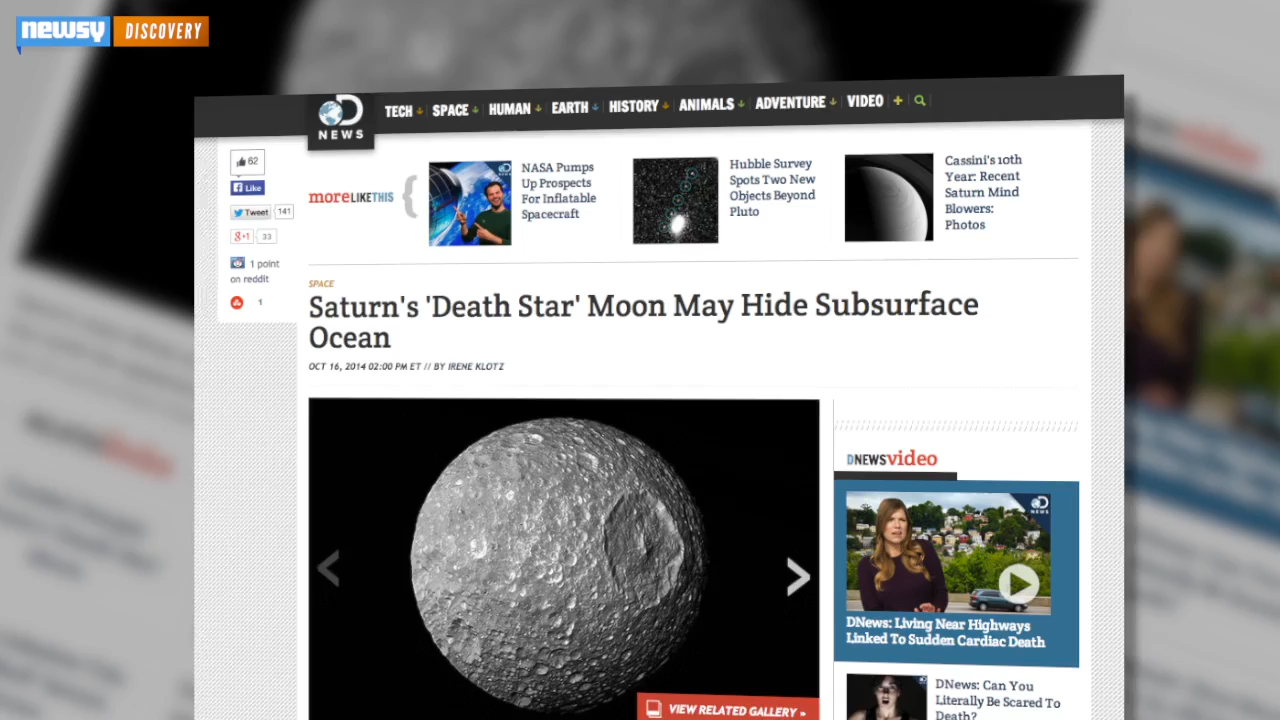 newsy DISCOVERY
D NEWS
TECH SPACE HUMAN EARTH HISTORY ANIMALS ADVENTURE VIDEO +
62
Like
Tweet 141
g+1 33
1 point
on reddit
1
moreLIKETHIS
NASA Pumps
Up Prospects
For Inflatable
Spacecraft
Hubble Survey
Spots Two New
Objects Beyond
Pluto
Cassini's 10th
Year: Recent
Saturn Mind
Blowers:
Photos
SPACE
Saturn's 'Death Star' Moon May Hide Subsurface
Ocean
OCT 16, 2014 02:00 PM ET // BY IRENE KLOTZ
VIEW RELATED GALLERY »
DNEWSvideo
D NEWS
DNews: Living Near Highways
Linked To Sudden Cardiac Death
DNews: Can You
Literally Be Scared To
Death?